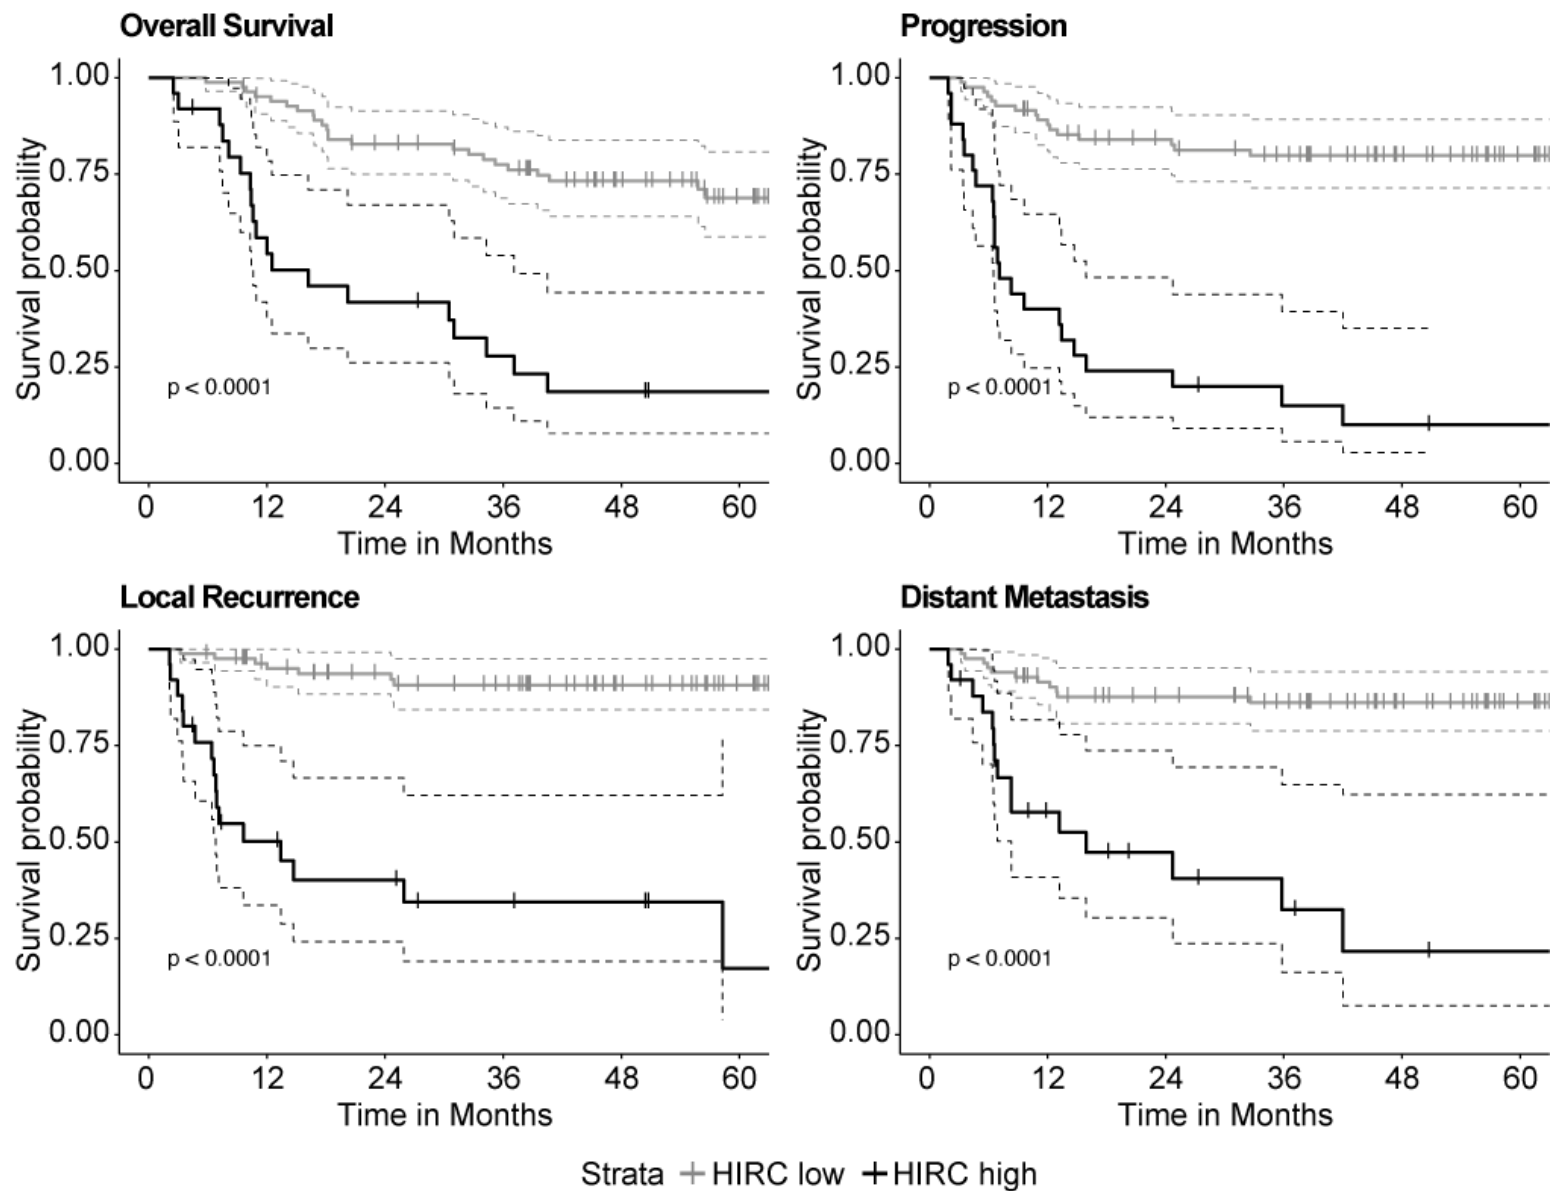 Overall Survival
Survival probability
1.00
0.75
0.50
0.25
0.00
p < 0.0001
0 12 24 36 48 60
Time in Months
Progression
Survival probability
1.00
0.75
0.50
0.25
0.00
p < 0.0001
0 12 24 36 48 60
Time in Months
Local Recurrence
Survival probability
1.00
0.75
0.50
0.25
0.00
p < 0.0001
0 12 24 36 48 60
Time in Months
Distant Metastasis
Survival probability
1.00
0.75
0.50
0.25
0.00
p < 0.0001
0 12 24 36 48 60
Time in Months
Strata HIRC low HIRC high